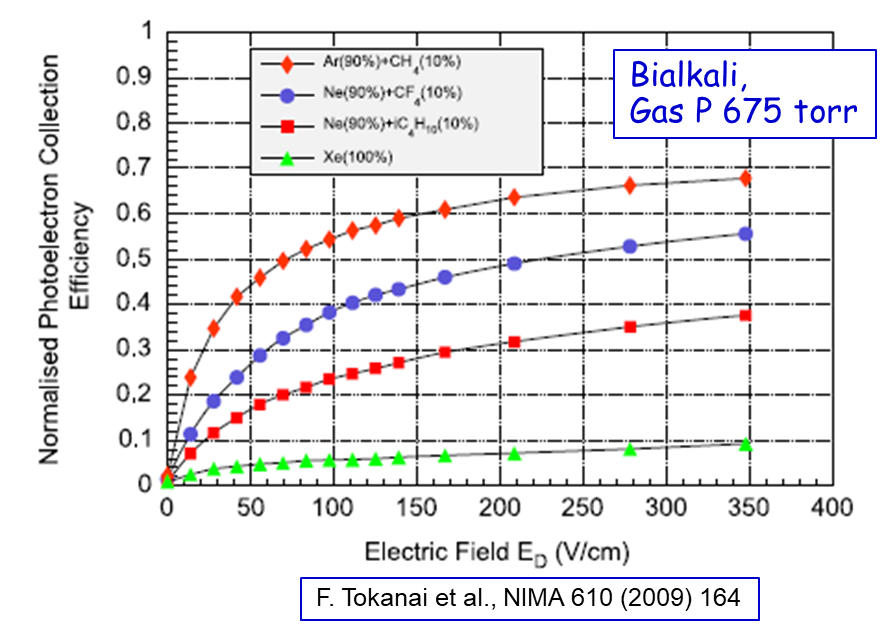 Normalised Photoelectron Collection
Efficiency
1
0.9
0.8
0.7
0.6
0.5
0.4
0.3
0.2
0.1
0
Ar(90%)+CH4(10%)
Ne(90%)+CF4(10%)
Ne(90%)+iC4H10(10%)
Xe(100%)
Bialkali,
Gas P 675 torr
0 50 100 150 200 250 300 350 400
Electric Field ED (V/cm)
F. Tokanai et al., NIMA 610 (2009) 164